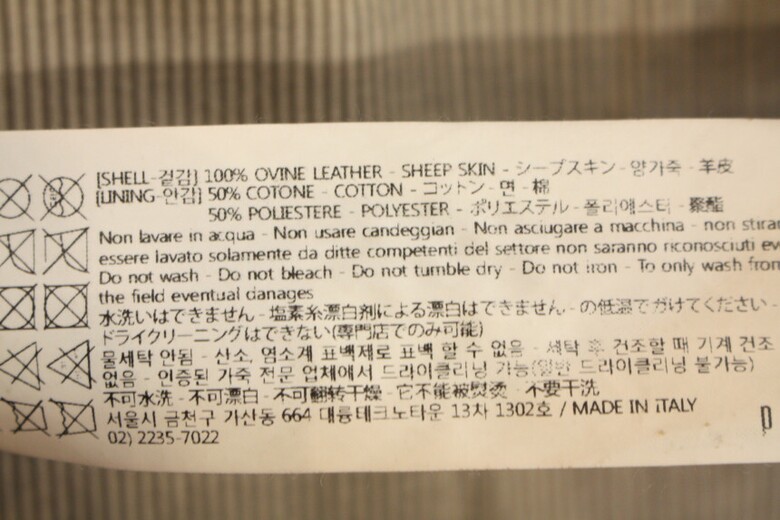 [SHELL-겉감] 100% OVINE LEATHER - SHEEP SKIN - シープスキン - 양가죽 - 羊皮
[LINING-안감] 50% COTONE - COTTON - コットン - 면 - 棉
50% POLIESTERE - POLYESTER - ポリエステル - 폴리에스터 - 聚酯
Non lavare in acqua - Non usare candeggian - Non asciugare a macchina - non stirar
essere lavato solamente da ditte competenti del settore non saranno riconosciuti ev
Do not wash - Do not bleach - Do not tumble dry - Do not iron - To only wash from
the field eventual danages
水洗いはできません - 塩素系漂白剤による漂白はできません - の低温でがけてください -
ドライクリーニングはできない(専門店でのみ可能)
물세탁 안됨 - 산소, 염소계 표백제로 표백 할 수 없음 - 세탁 후 건조할 때 기계 건조
없음 - 인증된 가죽 전문 업체에서 드라이클리닝 가능(일반 드라이클리닝 불가능)
不可水洗 - 不可漂白 - 不可翻转干燥 - 它不能被熨烫 - 不要干洗
서울시 금천구 가산동 664 대륭테크노타운 13차 1302호 / MADE IN iTALY
02) 2235-7022